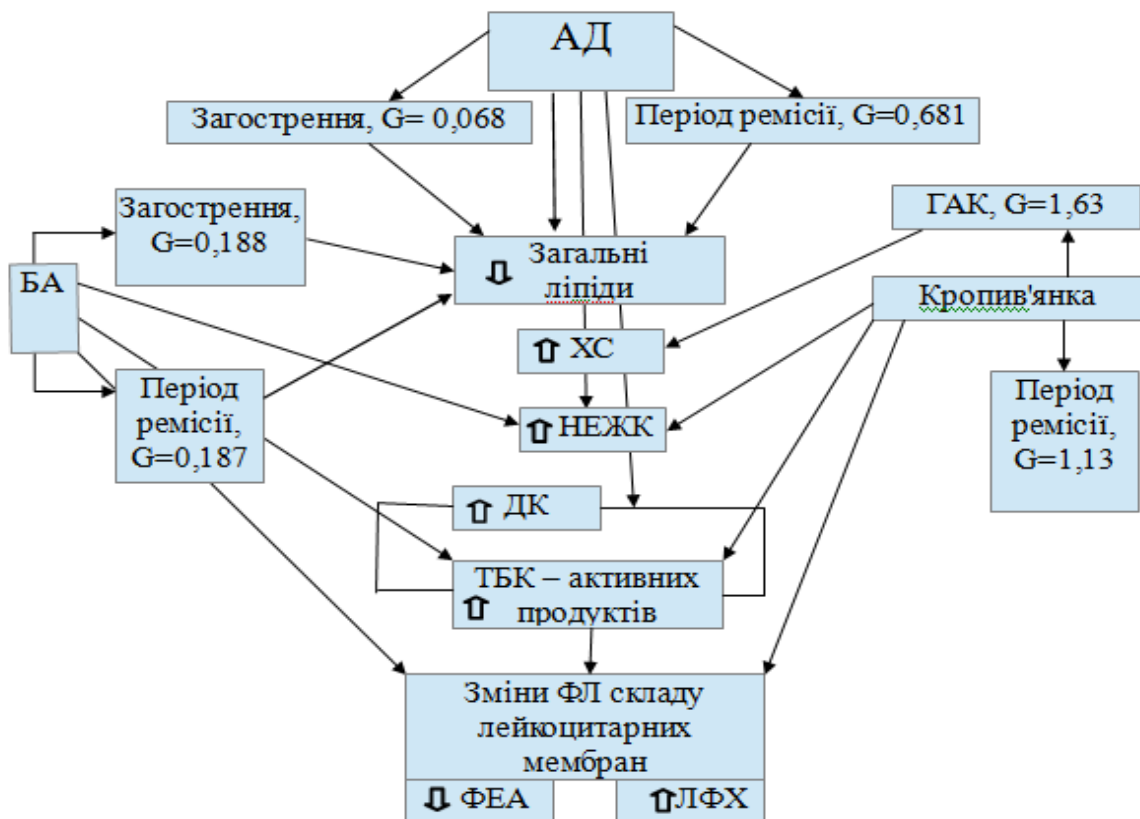 АД
Загострення, G= 0,068
Період ремісії, G=0,681
Загострення,
G=0,188
ГАК, G=1,63
БА
Загальні
ліпіди
Кропив'янка
ХС
Період
ремісії,
G=0,187
Період
ремісії,
G=1,13
НЕЖК
ДК
ТБК – активних
продуктів
Зміни ФЛ складу
лейкоцитарних
мембран
ФЕА
ЛФХ